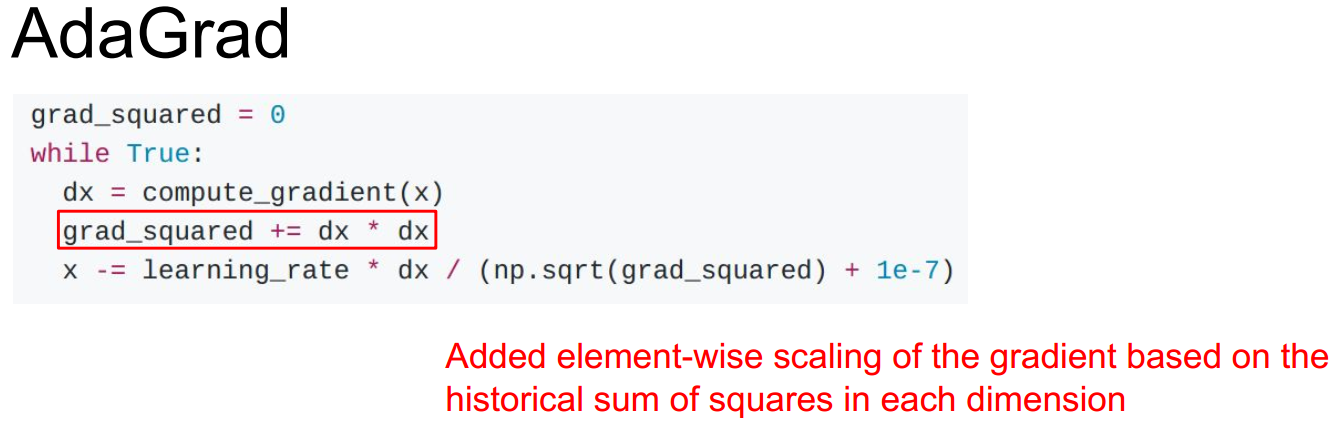 AdaGrad
grad_squared = 0
while True:
  dx = compute_gradient(x)
  grad_squared += dx * dx
  x -= learning_rate * dx / (np.sqrt(grad_squared) + 1e-7)
Added element-wise scaling of the gradient based on the
historical sum of squares in each dimension